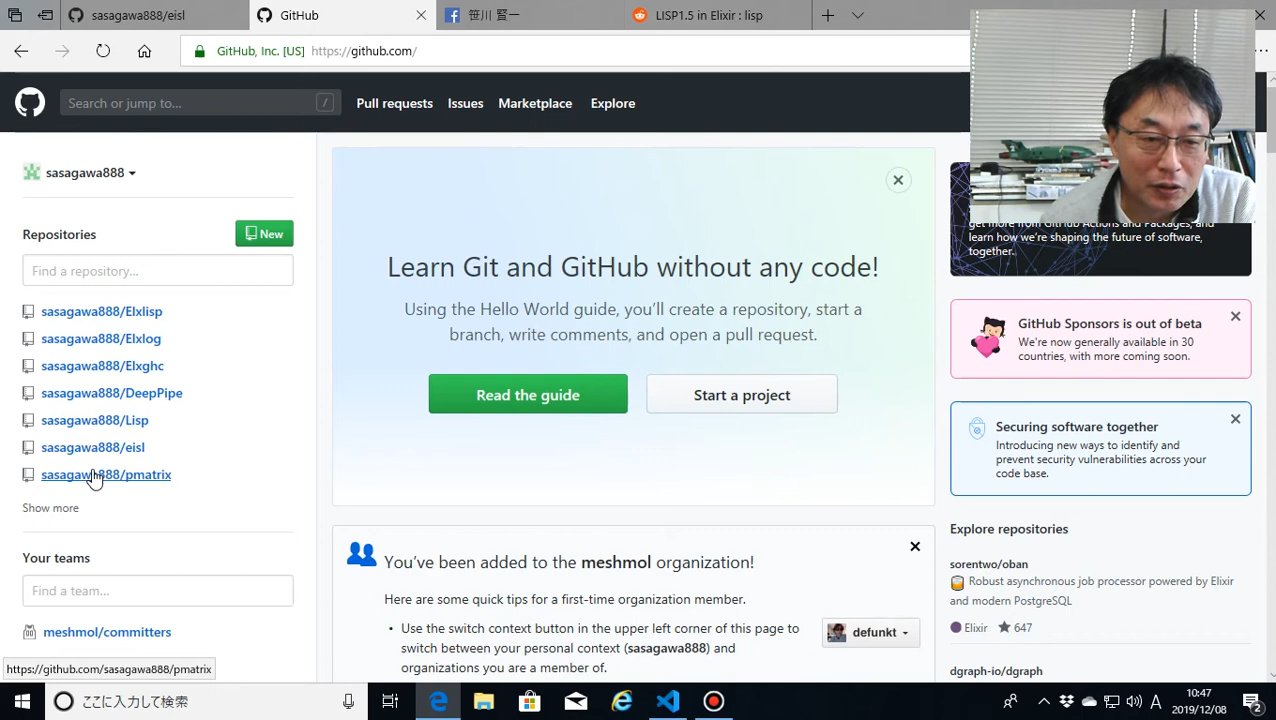 sasagawa888/eisl
GitHub
笹川 賢一
LISP1.5 in Elixir : lisp
GitHub, Inc. [US] https://github.com/
Search or jump to...
/
Pull requests Issues Marketplace Explore
sasagawa888
Repositories
New
Find a repository...
sasagawa888/Elxlisp
sasagawa888/Elxlog
sasagawa888/Elxghc
sasagawa888/DeepPipe
sasagawa888/Lisp
sasagawa888/eisl
sasagawa888/pmatrix
Show more
Your teams
Find a team...
meshmol/committers
https://github.com/sasagawa888/pmatrix
Learn Git and GitHub without any code!
Using the Hello World guide, you'll create a repository, start a
branch, write comments, and open a pull request.
Read the guide
Start a project
You've been added to the meshmol organization!
Here are some quick tips for a first-time organization member.
• Use the switch context button in the upper left corner of this page to
switch between your personal context (sasagawa888) and
organizations you are a member of.
defunkt
get more from GitHub Actions and Packages, and
learn how we're shaping the future of software,
together.
GitHub Sponsors is out of beta
We're now generally available in 30
countries, with more coming soon.
Securing software together
Introducing new ways to identify and
prevent security vulnerabilities across your
code base.
Explore repositories
sorentwo/oban
Robust asynchronous job processor powered by Elixir
and modern PostgreSQL
Elixir 647
dgraph-io/dgraph
ここに入力して検索
A
10:47
2019/12/08
2